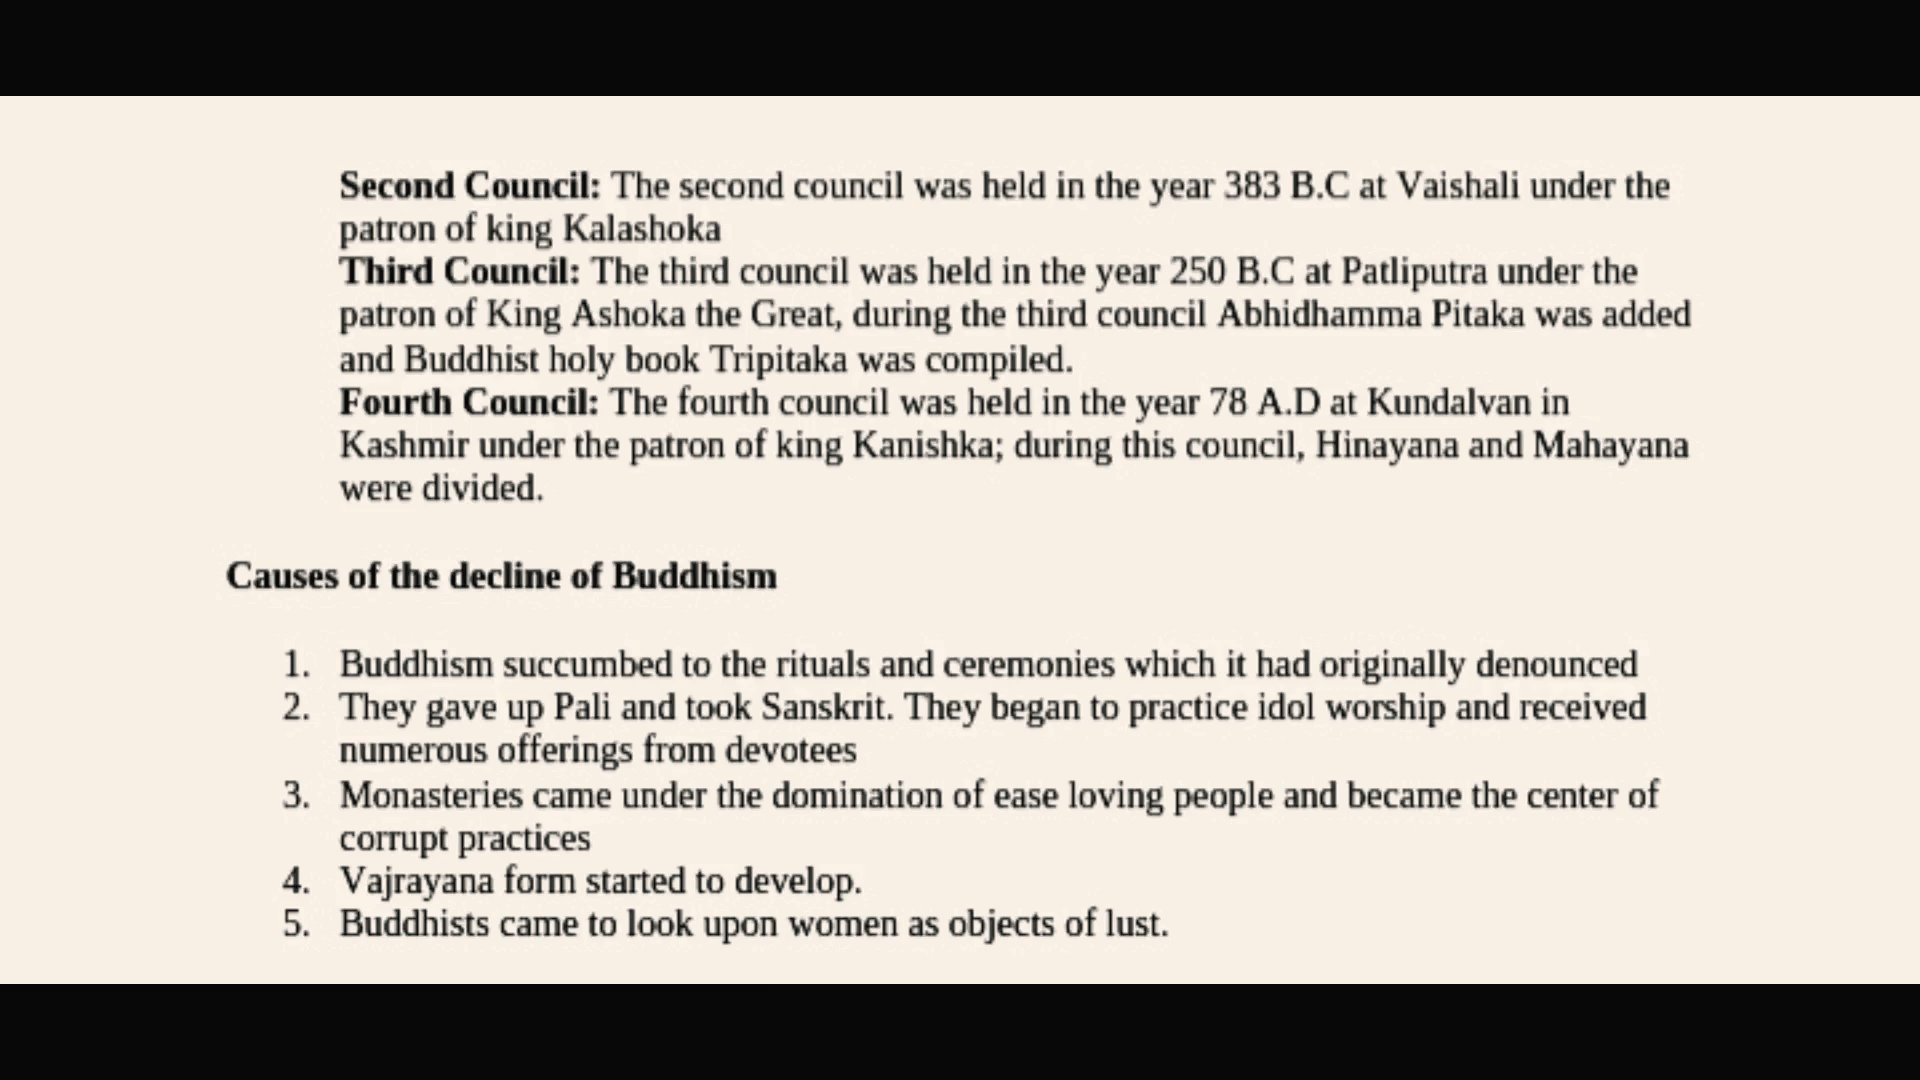 Second Council: The second council was held in the year 383 B.C at Vaishali under the
patron of king Kalashoka
Third Council: The third council was held in the year 250 B.C at Patliputra under the
patron of King Ashoka the Great, during the third council Abhidhamma Pitaka was added
and Buddhist holy book Tripitaka was compiled.
Fourth Council: The fourth council was held in the year 78 A.D at Kundalvan in
Kashmir under the patron of king Kanishka; during this council, Hinayana and Mahayana
were divided.
Causes of the decline of Buddhism
1. Buddhism succumbed to the rituals and ceremonies which it had originally denounced
2. They gave up Pali and took Sanskrit. They began to practice idol worship and received
numerous offerings from devotees
3. Monasteries came under the domination of ease loving people and became the center of
corrupt practices
4. Vajrayana form started to develop.
5. Buddhists came to look upon women as objects of lust.